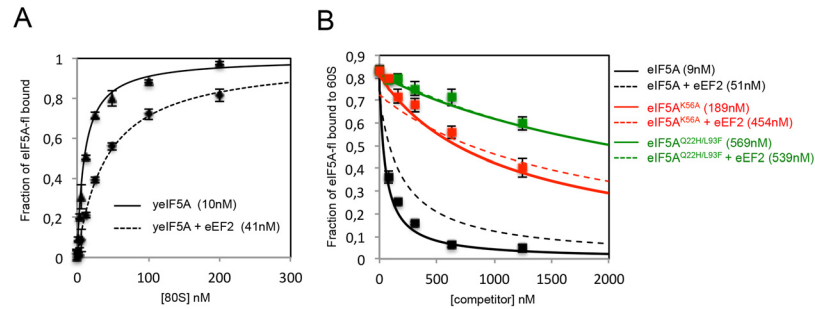 A
Fraction of eIF5A-fl bound
1
0,8
0,6
0,4
0,2
0
0
100
200
300
[80S] nM
yeIF5A (10nM)
yeIF5A + eEF2 (41nM)
B
Fraction of eIF5A-fl bound to 60S
0,9
0,8
0,7
0,6
0,5
0,4
0,3
0,2
0,1
0
0
500
1000
1500
2000
[competitor] nM
eIF5A (9nM)
eIF5A + eEF2 (51nM)
eIF5AK56A (189nM)
eIF5AK56A + eEF2 (454nM)
eIF5AQ22H/L93F (569nM)
eIF5AQ22H/L93F + eEF2 (539nM)